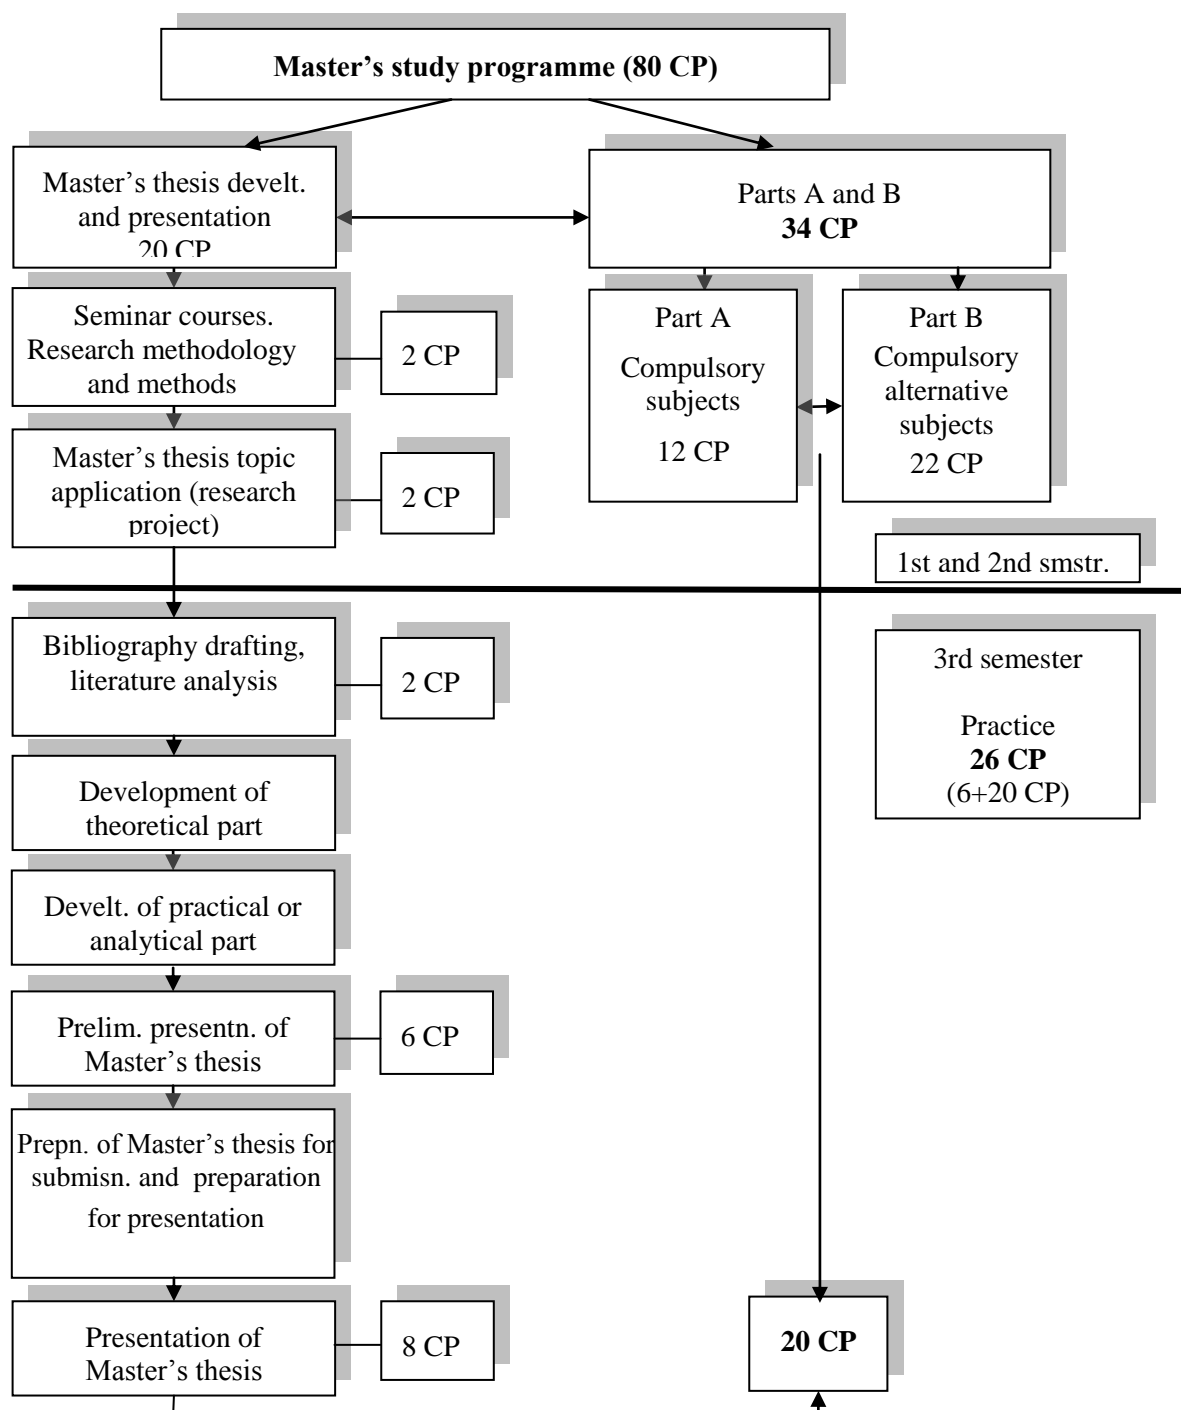 Master’s study programme (80 CP)
Master’s thesis develt.
and presentation
20 CP
Parts A and B
34 CP
Seminar courses.
Research methodology
and methods
2 CP
Part A
Compulsory
subjects
12 CP
Part B
Compulsory
alternative
subjects
22 CP
Master’s thesis topic
application (research
project)
2 CP
1st and 2nd smstr.
Bibliography drafting,
literature analysis
2 CP
3rd semester
Practice
26 CP
(6+20 CP)
Development of
theoretical part
Develt. of practical or
analytical part
Prelim. presentn. of
Master’s thesis
6 CP
Prepn. of Master’s thesis for
submisn. and preparation
for presentation
Presentation of
Master’s thesis
8 CP
20 CP